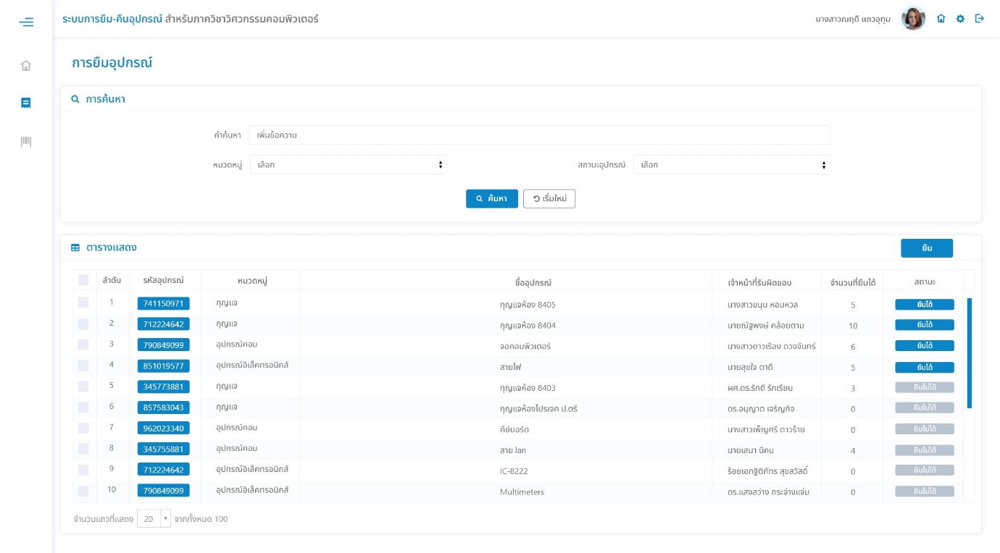 ระบบการยืม-คืนอุปกรณ์ สำหรับภาควิชาวิศวกรรมคอมพิวเตอร์
นางสาวณฤดี แถวอุทุม
การยืมอุปกรณ์
การค้นหา
คำค้นหา เพิ่มข้อความ
หมวดหมู่ เลือก สถานะอุปกรณ์ เลือก
ค้นหา เริ่มใหม่
ตารางแสดง ยืม
ลำดับ รหัสอุปกรณ์ หมวดหมู่ ชื่ออุปกรณ์ เจ้าหน้าที่รับผิดชอบ จำนวนที่ยืมได้ สถานะ
1 741150971 กุญแจ กุญแจห้อง 8405 นางสาวขนุน หอมหวล 5 ยืมได้
2 712224642 กุญแจ กุญแจห้อง 8404 นายณัฐพงษ์ คล้อยตาม 10 ยืมได้
3 790849099 อุปกรณ์คอม จอคอมพิวเตอร์ นางสาวดาวเรือง ดวงจันทร์ 6 ยืมได้
4 851019577 อุปกรณ์อิเล็คทรอนิกส์ สายไฟ นายสุขใจ ตาดี 5 ยืมได้
5 345773881 กุญแจ กุญแจห้อง 8403 ผศ.ดร.รักดี รักเรียน 3 ยืมไม่ได้
6 857583043 กุญแจ กุญแจห้องโปรเจค ป.ตรี ดร.อนุญาต เจริญกิจ 0 ยืมไม่ได้
7 962023340 อุปกรณ์คอม คีย์บอร์ด นางสาวเพ็ญศรี ดาวร้าย 0 ยืมไม่ได้
8 345755881 อุปกรณ์คอม สาย lan นายเสนา นิคม 4 ยืมไม่ได้
9 712224642 อุปกรณ์อิเล็คทรอนิกส์ IC-8222 ร้อยเอกฐิติภัทร สุขสวัสดิ์ 0 ยืมไม่ได้
10 790849099 อุปกรณ์อิเล็คทรอนิกส์ Multimeters ดร.แสงสว่าง กระจ่างแจ่ม 0 ยืมไม่ได้
จำนวนแถวที่แสดง 20 จากทั้งหมด 100